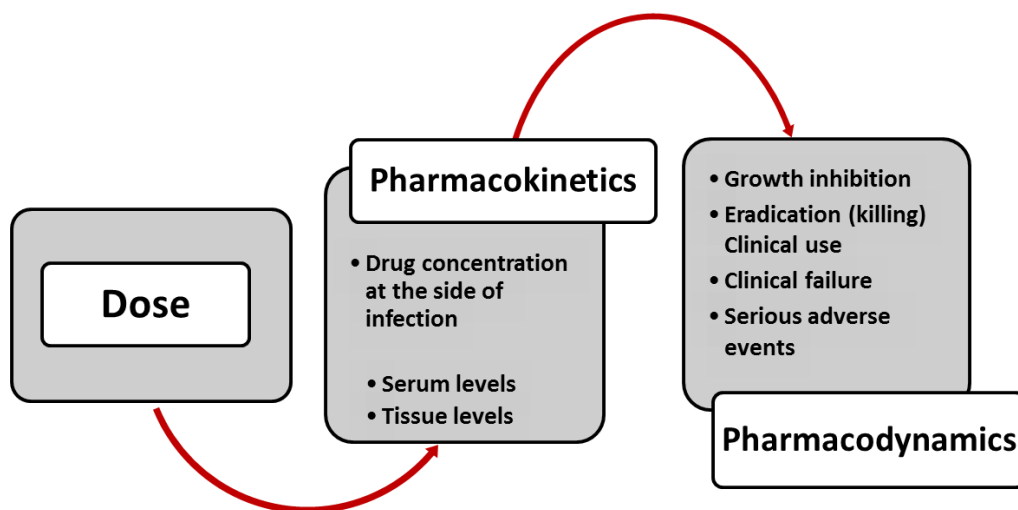 Dose
Pharmacokinetics
• Drug concentration
at the side of
infection
• Serum levels
• Tissue levels
• Growth inhibition
• Eradication (killing)
Clinical use
• Clinical failure
• Serious adverse
events
Pharmacodynamics